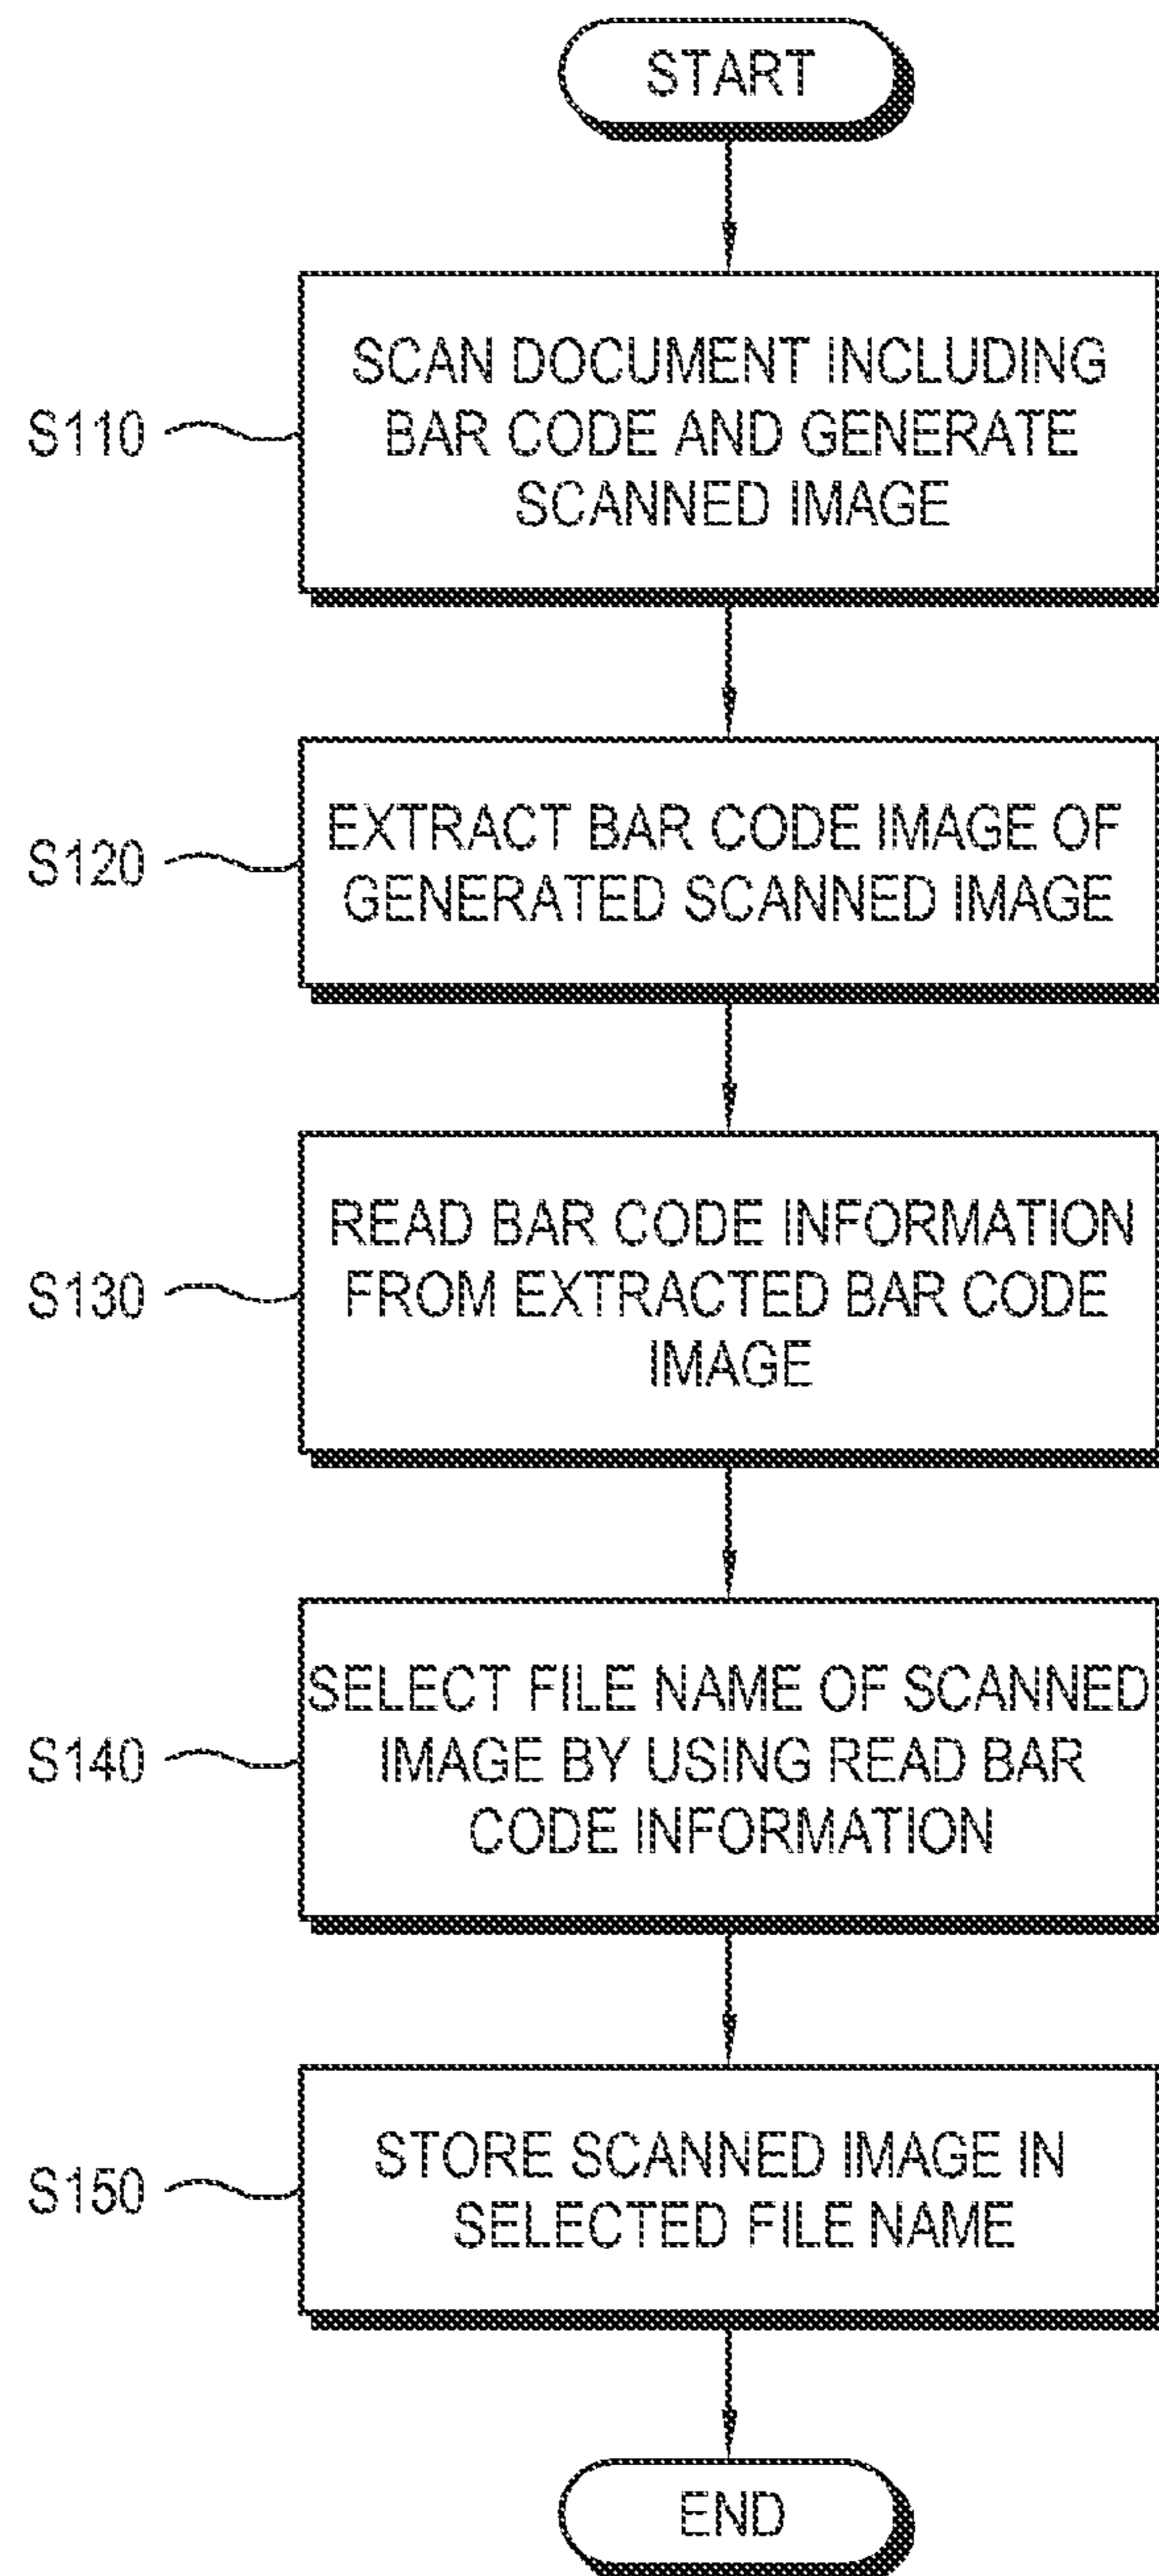 START
S110
SCAN DOCUMENT INCLUDING
BAR CODE AND GENERATE
SCANNED IMAGE
S120
EXTRACT BAR CODE IMAGE OF
GENERATED SCANNED IMAGE
S130
READ BAR CODE INFORMATION
FROM EXTRACTED BAR CODE
IMAGE
S140
SELECT FILE NAME OF SCANNED
IMAGE BY USING READ BAR
CODE INFORMATION
S150
STORE SCANNED IMAGE IN
SELECTED FILE NAME
END